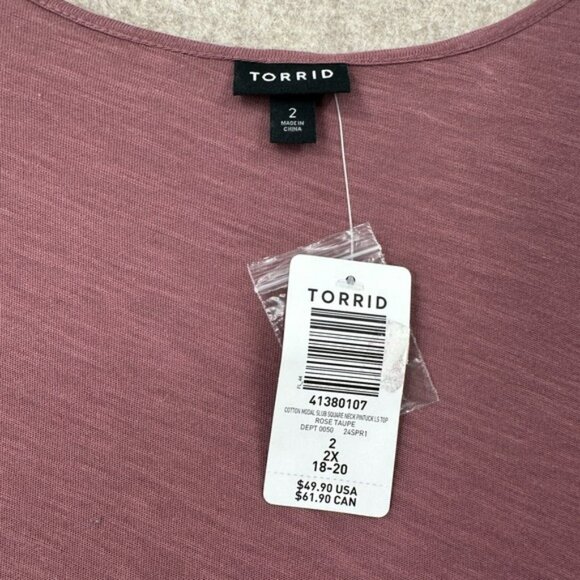 TORRID
2
MADE IN
CHINA
TORRID
41380107
COTTON MODAL SLUB SQUARE NECK PINTUCK LS TOP
ROSE TAUPE
DEPT 0050 24SPR1
2
2X
18-20
$49.90 USA
$61.90 CAN